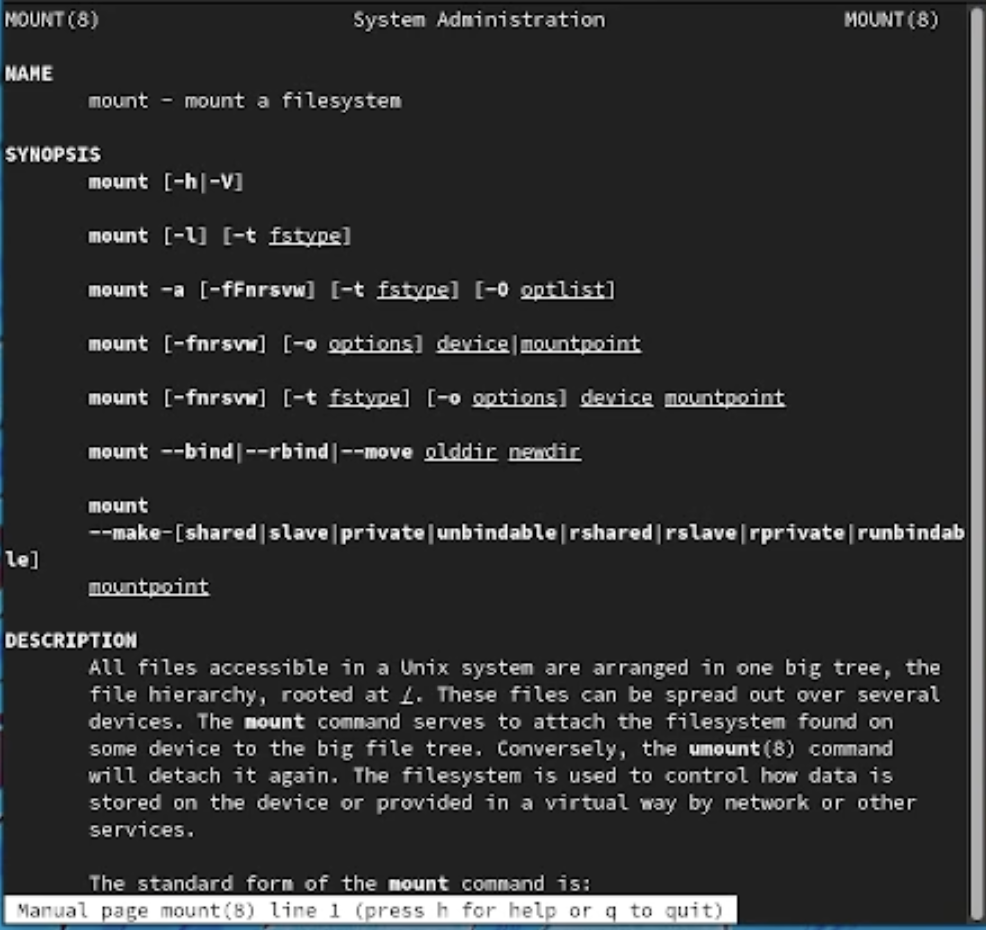 MOUNT(8) System Administration MOUNT(8)
NAME
mount - mount a filesystem
SYNOPSIS
mount [-h|-V]
mount [-l] [-t fstype]
mount -a [-fFnrsvw] [-t fstype] [-O optlist]
mount [-fnrsvw] [-o options] device|mountpoint
mount [-fnrsvw] [-t fstype] [-o options] device mountpoint
mount --bind|--rbind|--move olddir newdir
mount
--make-[shared|slave|private|unbindable|rshared|rslave|rprivate|runbindab
le]
mountpoint
DESCRIPTION
All files accessible in a Unix system are arranged in one big tree, the
file hierarchy, rooted at /. These files can be spread out over several
devices. The mount command serves to attach the filesystem found on
some device to the big file tree. Conversely, the umount(8) command
will detach it again. The filesystem is used to control how data is
stored on the device or provided in a virtual way by network or other
services.
The standard form of the mount command is:
Manual page mount(8) line 1 (press h for help or q to quit)